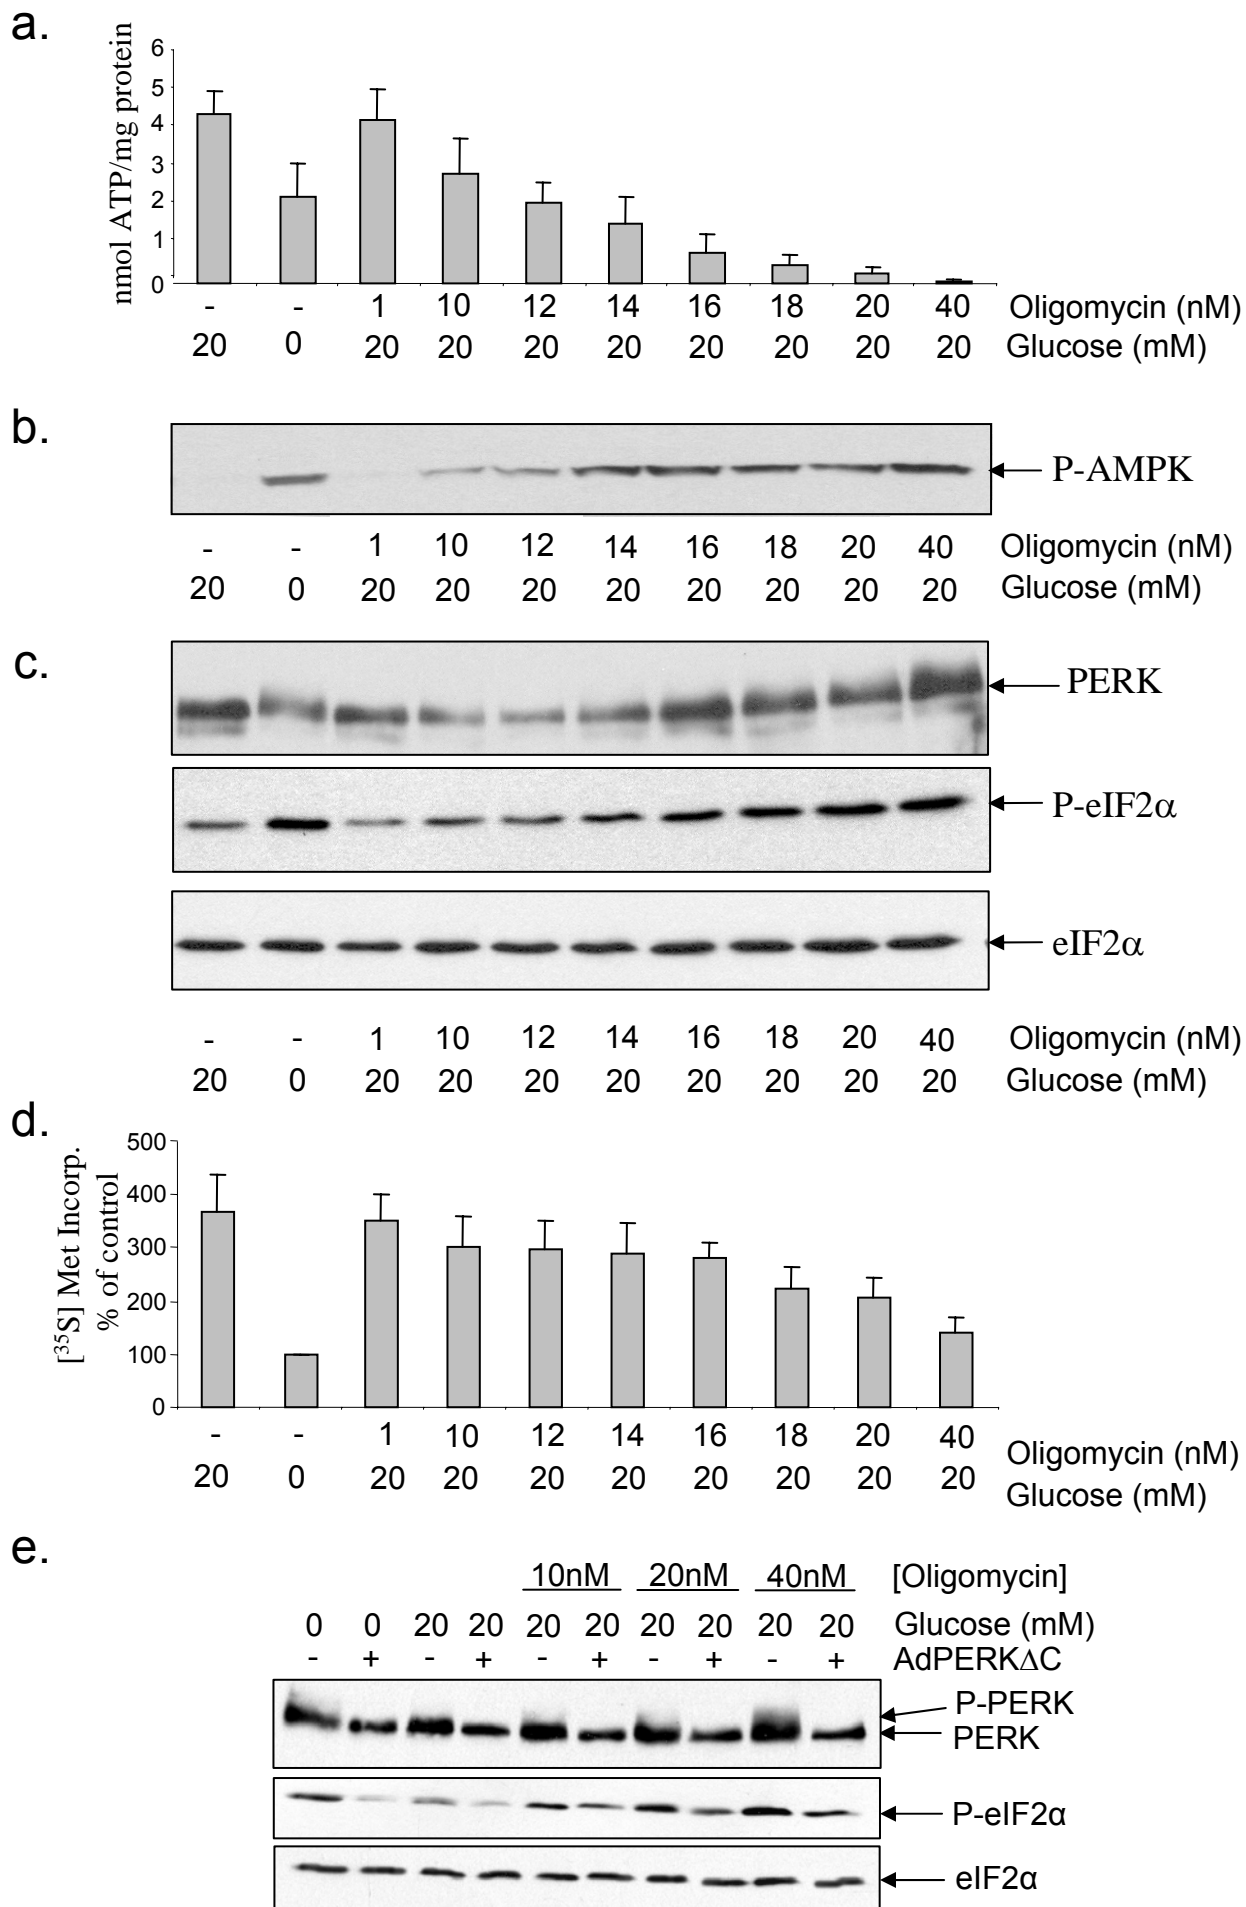 a.
nmol ATP/mg protein
6
5
4
3
2
1
0
- - 1 10 12 14 16 18 20 40 Oligomycin (nM)
20 0 20 20 20 20 20 20 20 20 Glucose (mM)
b.
P-AMPK
- - 1 10 12 14 16 18 20 40 Oligomycin (nM)
20 0 20 20 20 20 20 20 20 20 Glucose (mM)
c.
PERK
P-eIF2α
eIF2α
- - 1 10 12 14 16 18 20 40 Oligomycin (nM)
20 0 20 20 20 20 20 20 20 20 Glucose (mM)
d.
[³⁵S] Met Incorp.
% of control
500
400
300
200
100
0
- - 1 10 12 14 16 18 20 40 Oligomycin (nM)
20 0 20 20 20 20 20 20 20 20 Glucose (mM)
e.
10nM 20nM 40nM [Oligomycin]
0 0 20 20 20 20 20 20 20 20 Glucose (mM)
- + - + - + - + - + AdPERKΔC
P-PERK
PERK
P-eIF2α
eIF2α